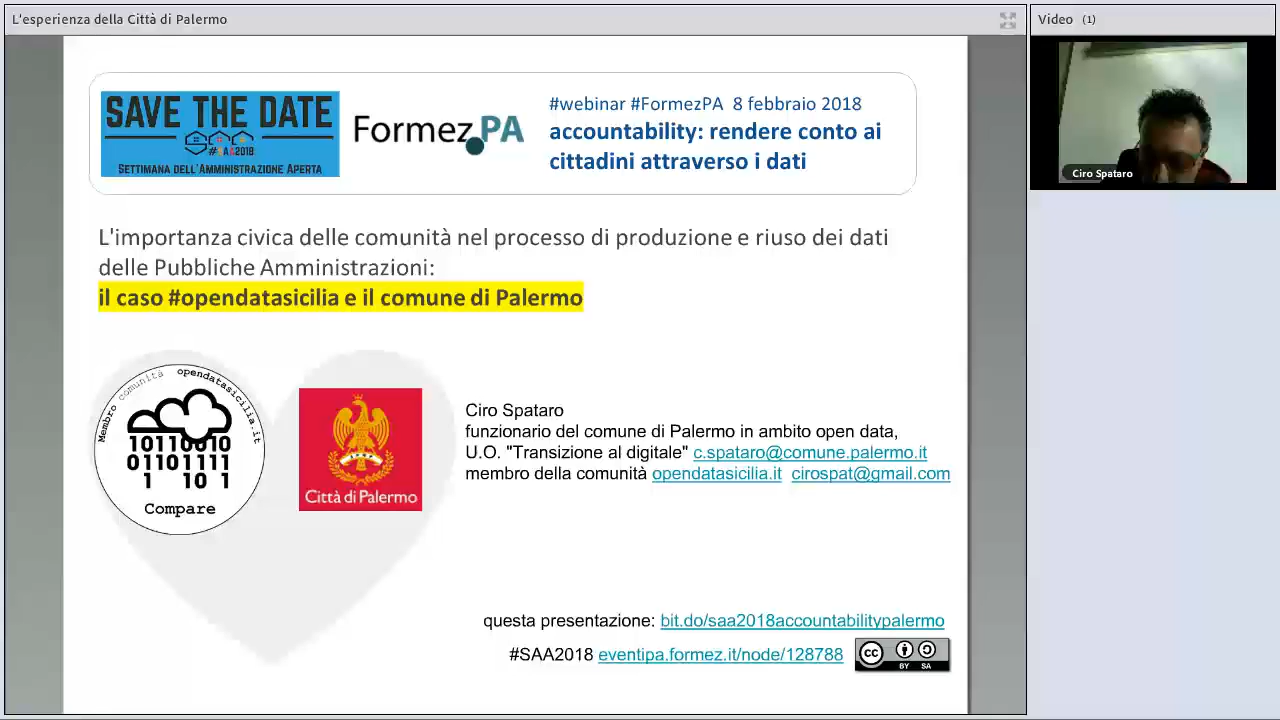 L'esperienza della Città di Palermo
Video (1)
Ciro Spataro
SAVE THE DATE
#SAA2018
SETTIMANA DELL'AMMINISTRAZIONE APERTA
FormezPA
#webinar #FormezPA 8 febbraio 2018
accountability: rendere conto ai
cittadini attraverso i dati
L'importanza civica delle comunità nel processo di produzione e riuso dei dati
delle Pubbliche Amministrazioni:
il caso #opendatasicilia e il comune di Palermo
Membro comunità opendatasicilia.it
10110010
01101111
1 10 1
Compare
Città di Palermo
Ciro Spataro
funzionario del comune di Palermo in ambito open data,
U.O. "Transizione al digitale" c.spataro@comune.palermo.it
membro della comunità opendatasicilia.it cirospat@gmail.com
questa presentazione: bit.do/saa2018accountabilitypalermo
#SAA2018 eventipa.formez.it/node/128788
CC BY SA